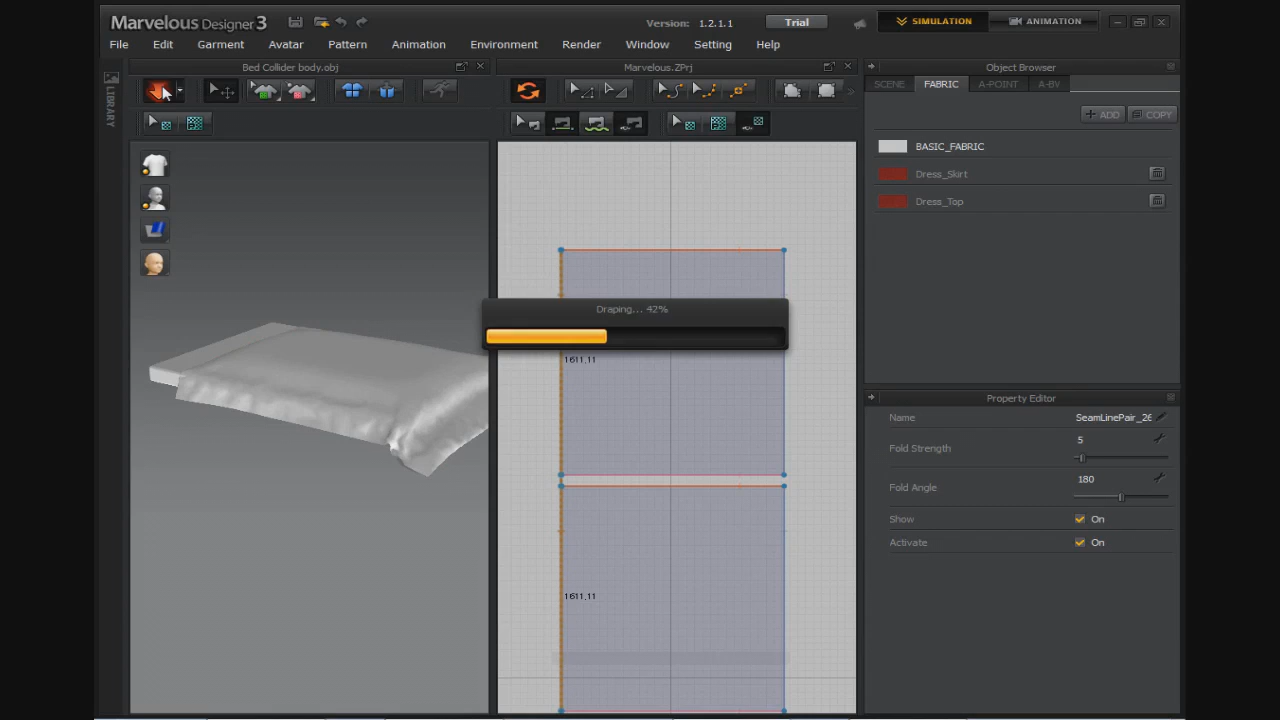 Marvelous Designer 3
Version: 1.2.1.1
Trial
SIMULATION
ANIMATION
File Edit Garment Avatar Pattern Animation Environment Render Window Setting Help
Bed Collider body.obj
Marvelous.ZPrj
Object Browser
LIBRARY
SCENE FABRIC A-POINT A-BY
+ ADD COPY
BASIC_FABRIC
Dress_Skirt
Dress_Top
Draping... 42%
1611.11
1611.11
Property Editor
Name SeamLinePair_26
Fold Strength 5
Fold Angle 180
Show On
Activate On